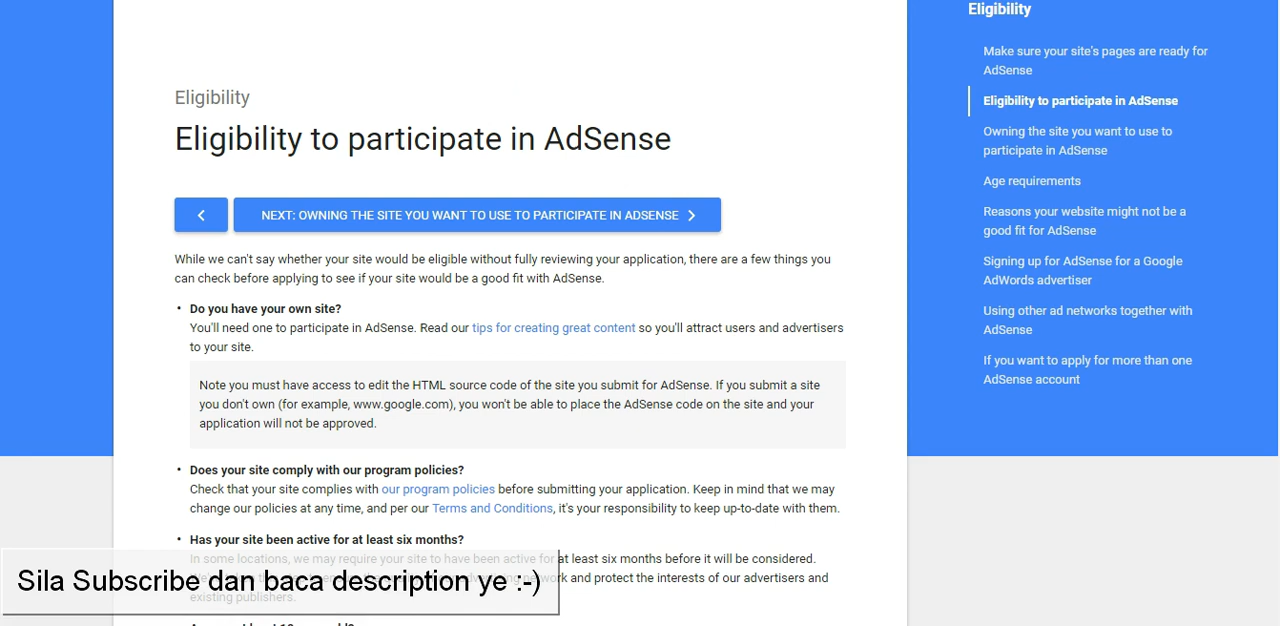 Eligibility
Eligibility to participate in AdSense
NEXT: OWNING THE SITE YOU WANT TO USE TO PARTICIPATE IN ADSENSE
While we can't say whether your site would be eligible without fully reviewing your application, there are a few things you
can check before applying to see if your site would be a good fit with AdSense.
• Do you have your own site?
You'll need one to participate in AdSense. Read our tips for creating great content so you'll attract users and advertisers
to your site.
Note you must have access to edit the HTML source code of the site you submit for AdSense. If you submit a site
you don't own (for example, www.google.com), you won't be able to place the AdSense code on the site and your
application will not be approved.
• Does your site comply with our program policies?
Check that your site complies with our program policies before submitting your application. Keep in mind that we may
change our policies at any time, and per our Terms and Conditions, it's your responsibility to keep up-to-date with them.
• Has your site been active for at least six months?
In some locations, we may require your site to have been active for at least six months before it will be considered.
and protect the interests of our advertisers and
existing publishers.
Sila Subscribe dan baca description ye :-)
Eligibility
Make sure your site's pages are ready for
AdSense
Eligibility to participate in AdSense
Owning the site you want to use to
participate in AdSense
Age requirements
Reasons your website might not be a
good fit for AdSense
Signing up for AdSense for a Google
AdWords advertiser
Using other ad networks together with
AdSense
If you want to apply for more than one
AdSense account